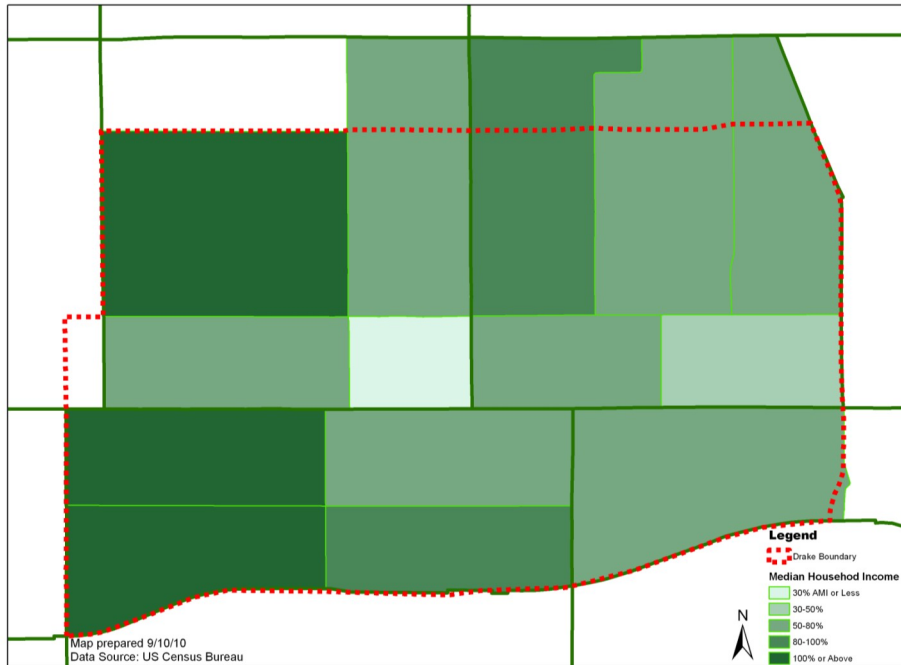 Legend
Drake Boundary
Median Househod Income
30% AMI or Less
30-50%
50-80%
80-100%
100% or Above
N
Map prepared 9/10/10
Data Source: US Census Bureau